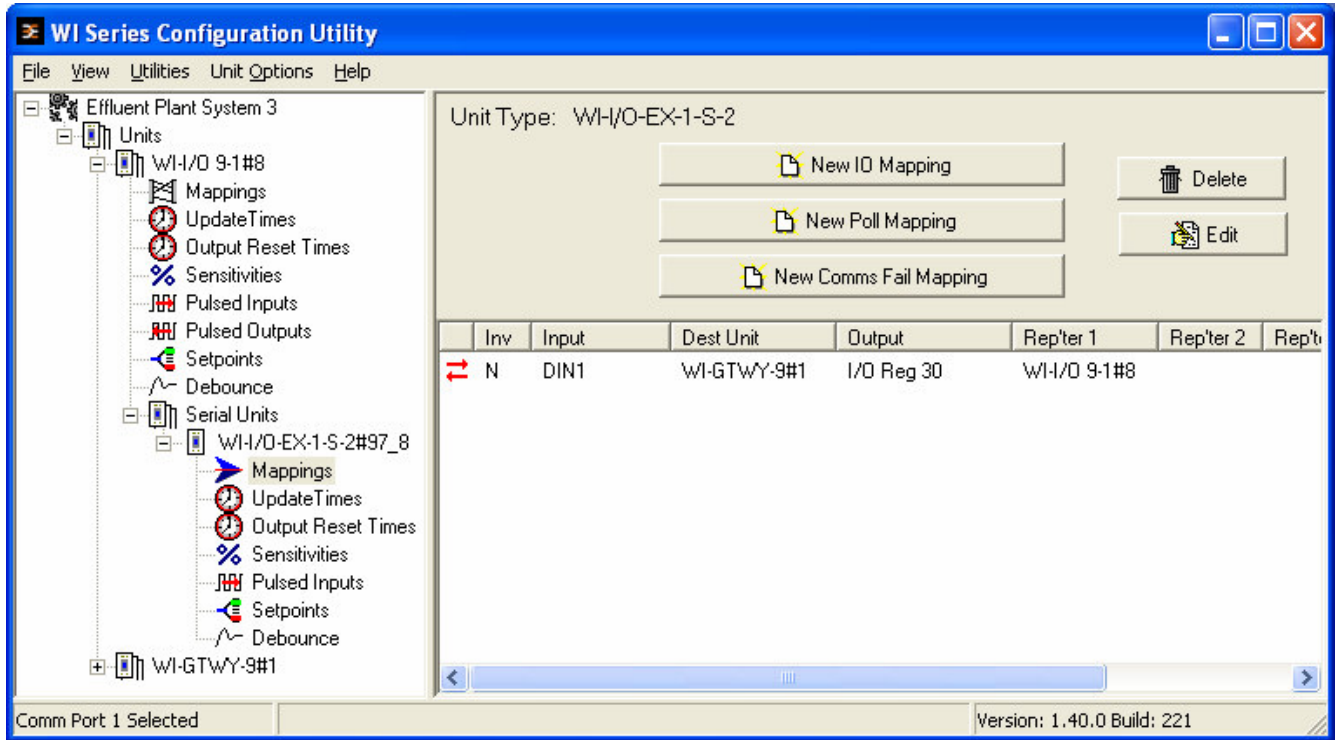 WI Series Configuration Utility
File View Utilities Unit Options Help
Effluent Plant System 3
Units
WI-I/O 9-1#8
Mappings
UpdateTimes
Output Reset Times
Sensitivities
Pulsed Inputs
Pulsed Outputs
Setpoints
Debounce
Serial Units
WI-I/O-EX-1-S-2#97_8
Mappings
UpdateTimes
Output Reset Times
Sensitivities
Pulsed Inputs
Setpoints
Debounce
WI-GTWY-9#1
Unit Type: WI-I/O-EX-1-S-2
New IO Mapping
New Poll Mapping
New Comms Fail Mapping
Delete
Edit
Inv Input Dest Unit Output Rep'ter 1 Rep'ter 2 Rep't
N DIN1 WI-GTWY-9#1 I/O Reg 30 WI-I/O 9-1#8
Comm Port 1 Selected
Version: 1.40.0 Build: 221